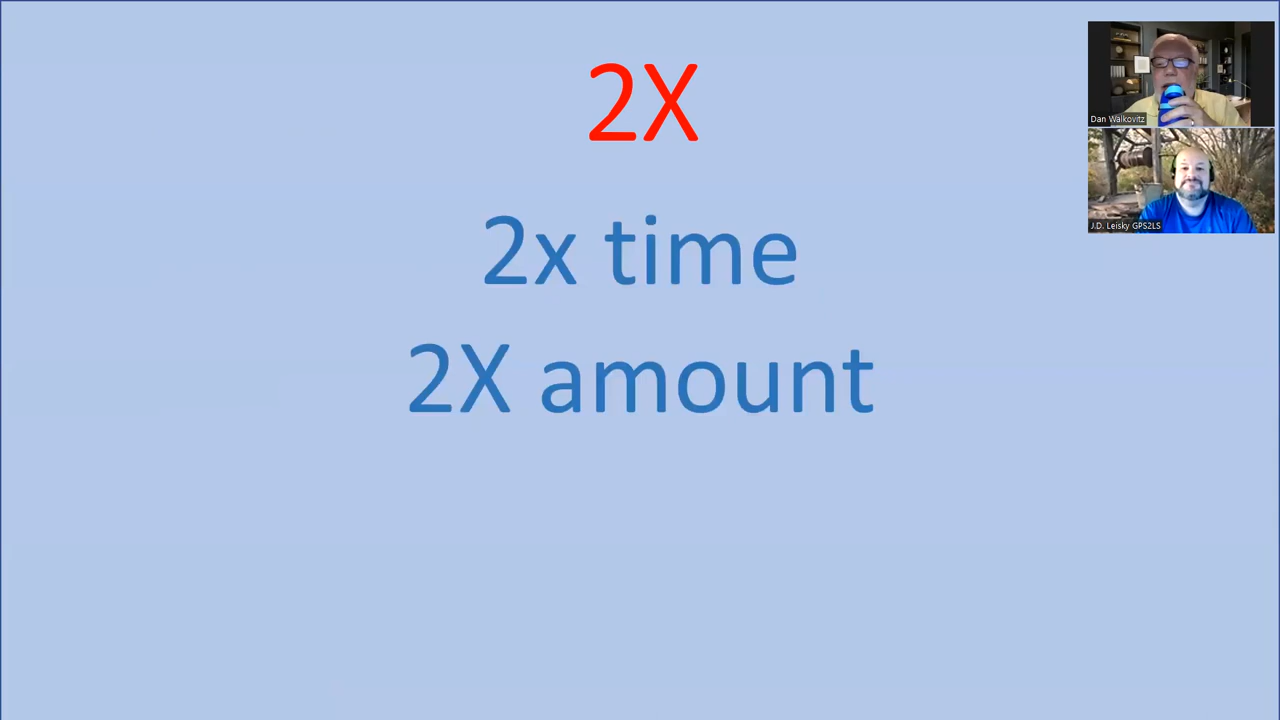 2X
2x time
2X amount
Dan Walkovitz
J.D. Leisky GPS2LS